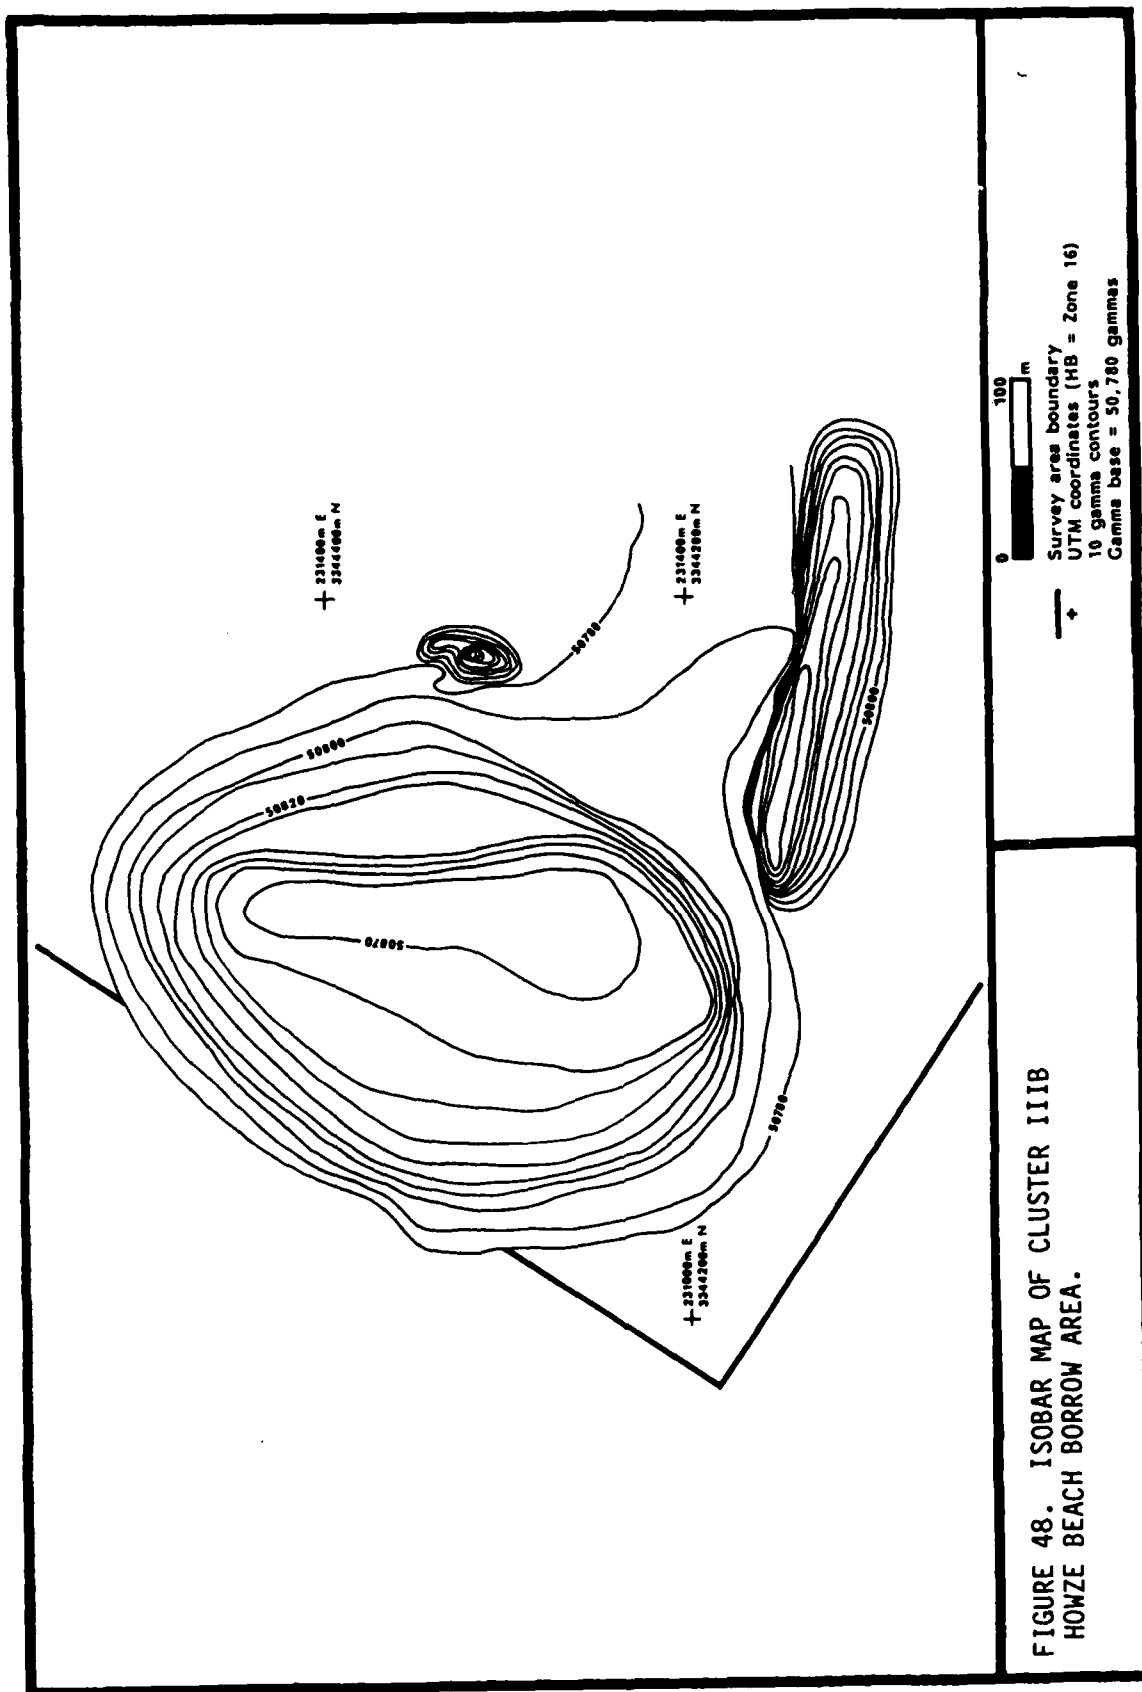 231400m E
3344400m N
231400m E
3344200m N
231000m E
3344200m N
50800
50820
50870
50780
50780
50800
0 100
m
Survey area boundary
+ UTM coordinates (HB = Zone 16)
10 gamma contours
Gamma base = 50,780 gammas
FIGURE 48. ISOBAR MAP OF CLUSTER IIIB
HOWZE BEACH BORROW AREA.